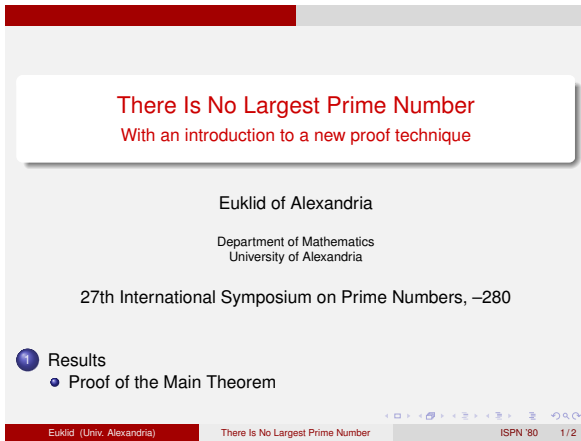 There Is No Largest Prime Number
With an introduction to a new proof technique
Euklid of Alexandria
Department of Mathematics
University of Alexandria
27th International Symposium on Prime Numbers, –280
1 Results
Proof of the Main Theorem
Euklid (Univ. Alexandria) There Is No Largest Prime Number ISPN '80 1 / 2